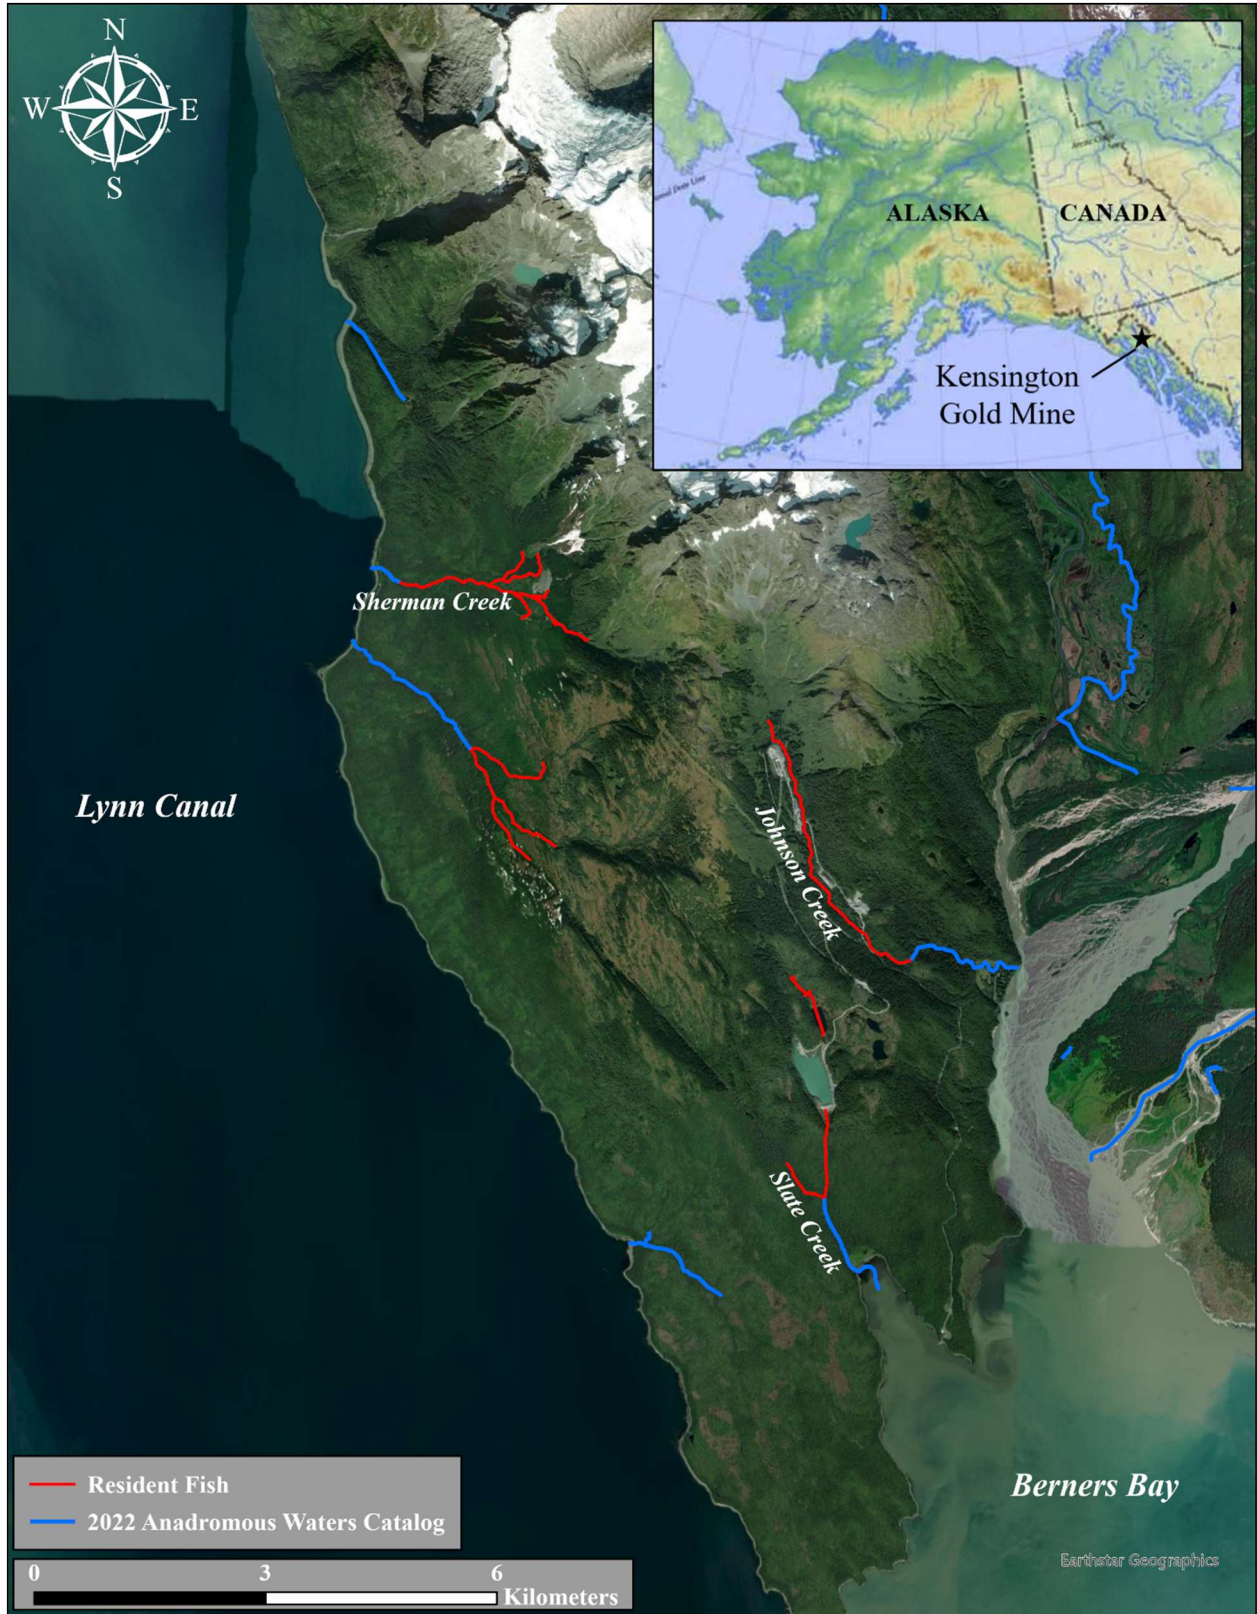 N
W
E
S
ALASKA
CANADA
Kensington
Gold Mine
Sherman Creek
Lynn Canal
Johnson Creek
Slate Creek
Berners Bay
Resident Fish
2022 Anadromous Waters Catalog
0
3
6
Kilometers
Earthstar Geographics